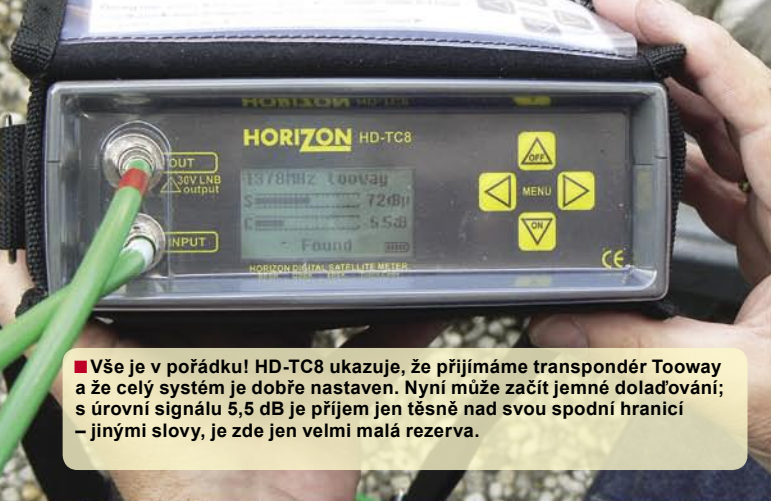 HORIZON HD-TC8
OUT
30V LNB
output
INPUT
1378MHz tooway
S 72dBµ
C 5.5dB
- Found
OFF
MENU
ON
HORIZON DIGITAL SATELLITE METER
CE
Vše je v pořádku! HD-TC8 ukazuje, že přijímáme transpondér Tooway
a že celý systém je dobře nastaven. Nyní může začít jemné dolaďování;
s úrovní signálu 5,5 dB je příjem jen těsně nad svou spodní hranicí
– jinými slovy, je zde jen velmi malá rezerva.